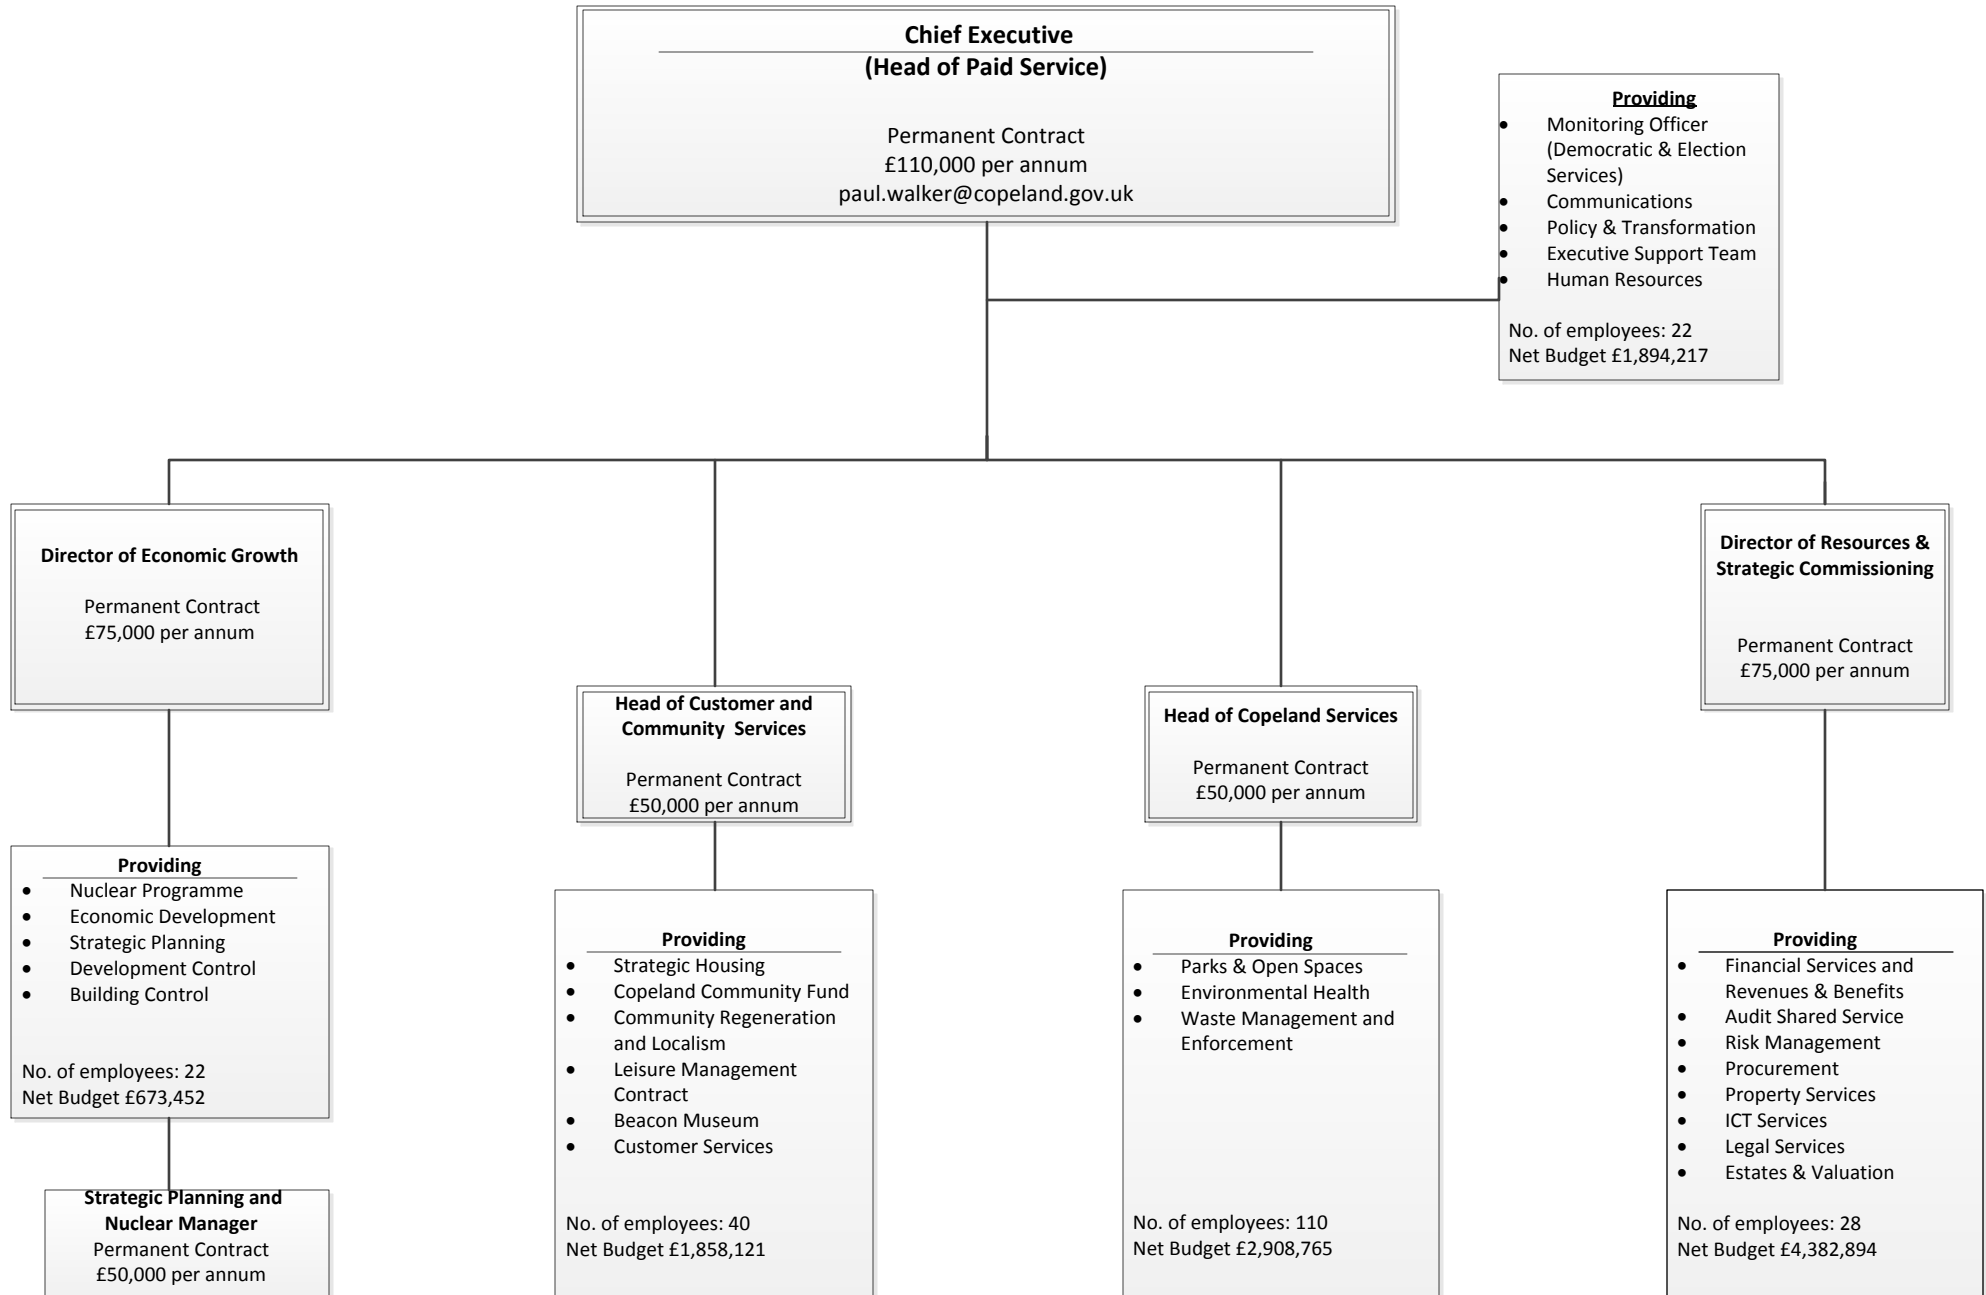 Chief Executive
(Head of Paid Service)
Permanent Contract
£110,000 per annum
paul.walker@copeland.gov.uk
Providing
• Monitoring Officer
(Democratic & Election
Services)
• Communications
• Policy & Transformation
• Executive Support Team
• Human Resources
No. of employees: 22
Net Budget £1,894,217
Director of Economic Growth
Permanent Contract
£75,000 per annum
Providing
• Nuclear Programme
• Economic Development
• Strategic Planning
• Development Control
• Building Control
No. of employees: 22
Net Budget £673,452
Strategic Planning and
Nuclear Manager
Permanent Contract
£50,000 per annum
Head of Customer and
Community Services
Permanent Contract
£50,000 per annum
Providing
• Strategic Housing
• Copeland Community Fund
• Community Regeneration
and Localism
• Leisure Management
Contract
• Beacon Museum
• Customer Services
No. of employees: 40
Net Budget £1,858,121
Head of Copeland Services
Permanent Contract
£50,000 per annum
Providing
• Parks & Open Spaces
• Environmental Health
• Waste Management and
Enforcement
No. of employees: 110
Net Budget £2,908,765
Director of Resources &
Strategic Commissioning
Permanent Contract
£75,000 per annum
Providing
• Financial Services and
Revenues & Benefits
• Audit Shared Service
• Risk Management
• Procurement
• Property Services
• ICT Services
• Legal Services
• Estates & Valuation
No. of employees: 28
Net Budget £4,382,894